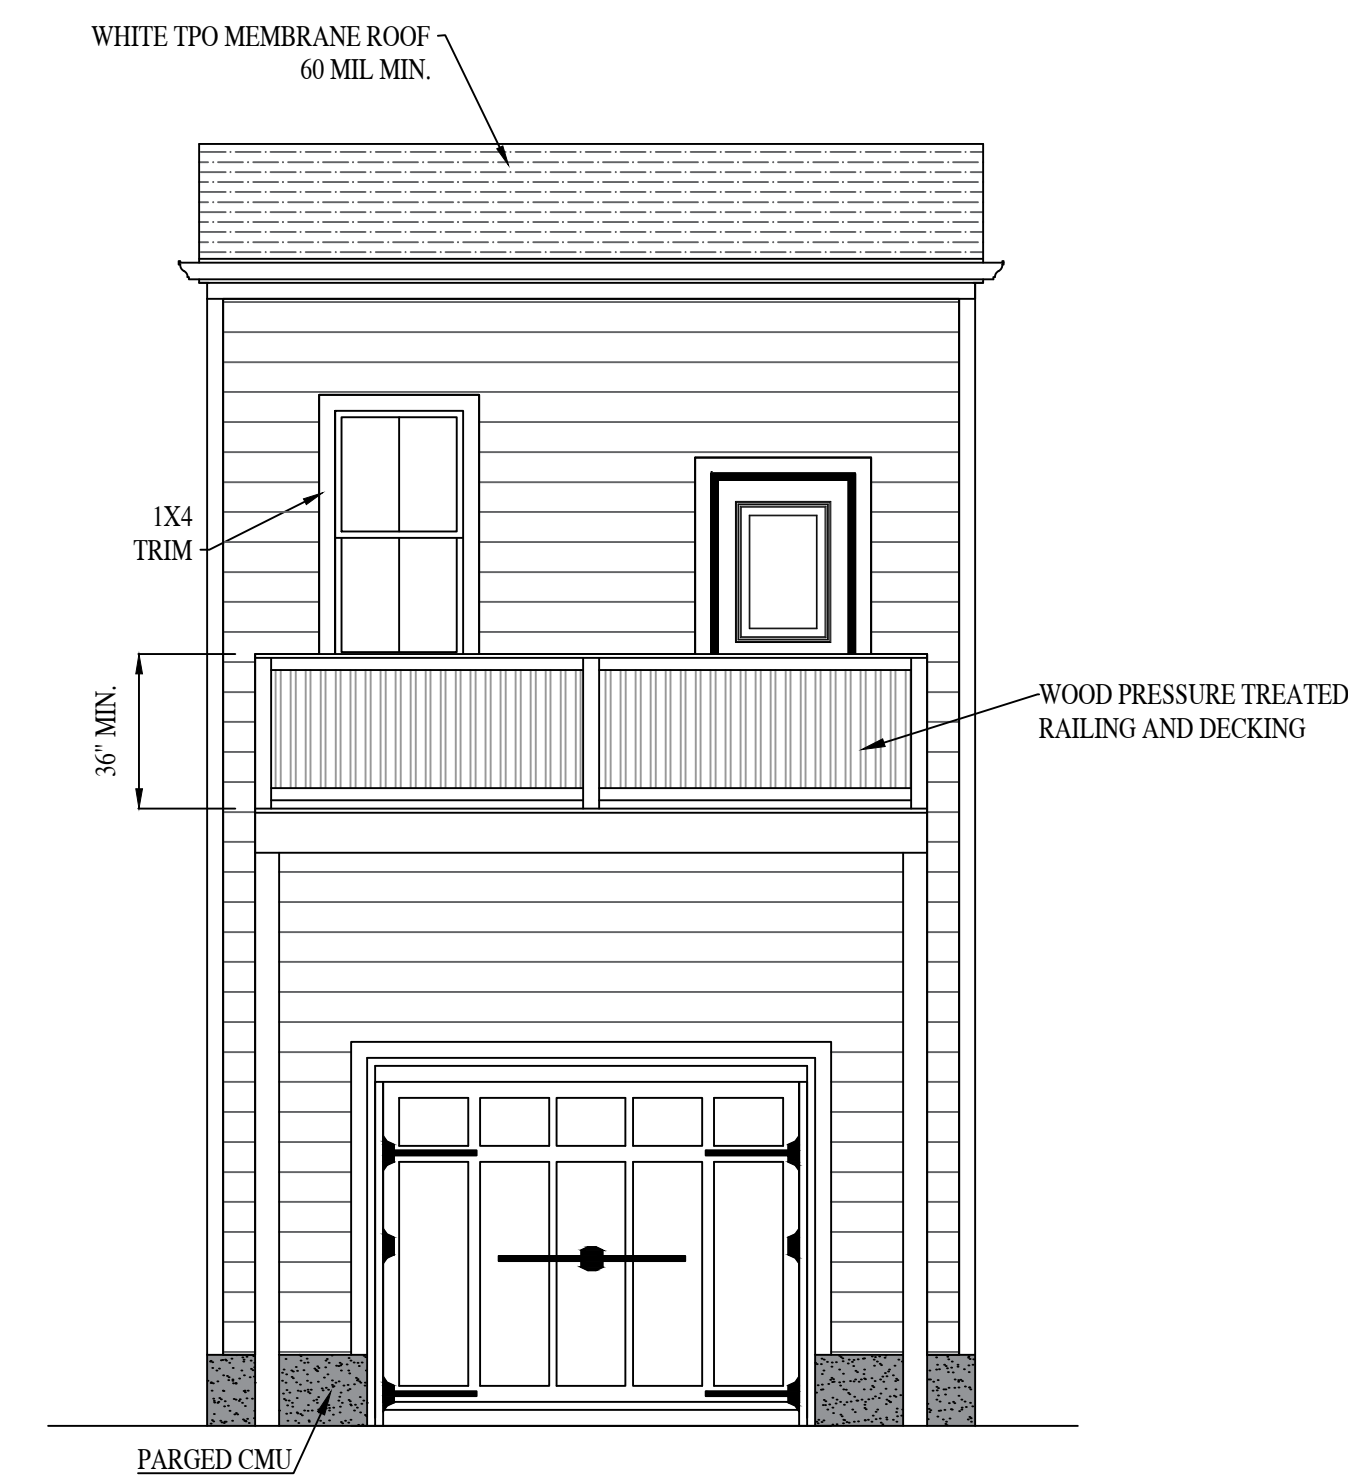 WHITE TPO MEMBRANE ROOF
60 MIL MIN.
1X4
TRIM
36" MIN.
WOOD PRESSURE TREATED
RAILING AND DECKING
PARGED CMU